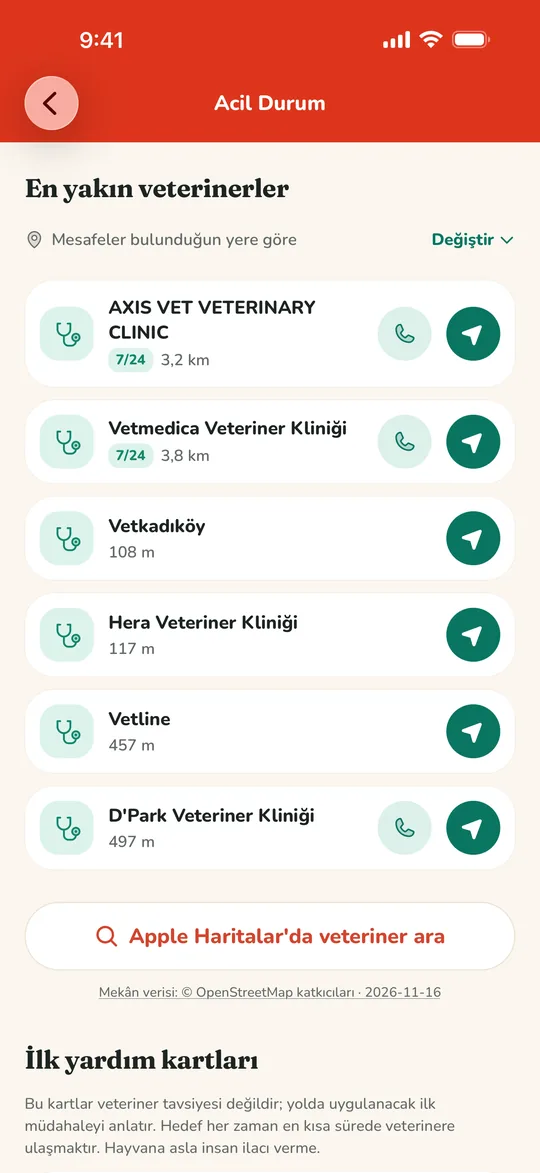 9:41
Acil Durum
En yakın veterinerler
Mesafeler bulunduğun yere göre
Değiştir
AXIS VET VETERINARY
CLINIC
7/24 3,2 km
Vetmedica Veteriner Kliniği
7/24 3,8 km
Vetkadıköy
108 m
Hera Veteriner Kliniği
117 m
Vetline
457 m
D'Park Veteriner Kliniği
497 m
Apple Haritalar'da veteriner ara
Mekân verisi: © OpenStreetMap katkıcıları · 2026-11-16
İlk yardım kartları
Bu kartlar veteriner tavsiyesi değildir; yolda uygulanacak ilk
müdahaleyi anlatır. Hedef her zaman en kısa sürede veterinere
ulaşmaktır. Hayvana asla insan ilacı verme.